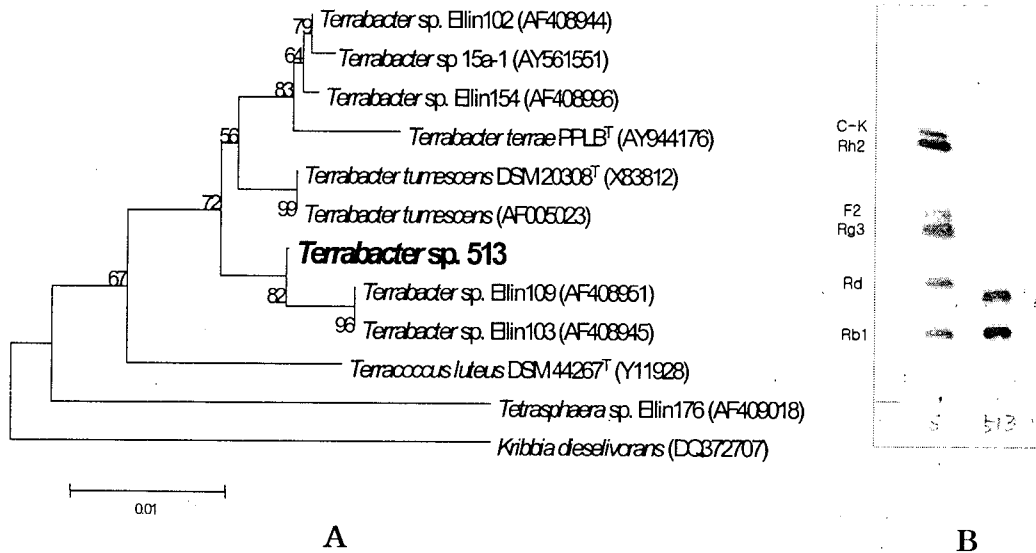 79
Terrabacter sp. Ellin102 (AF408944)
Terrabacter sp 15a-1 (AY561551)
64
Terrabacter sp. Ellin154 (AF408996)
83
Terrabacter terrae PPLB^T (AY944176)
56
Terrabacter tumescens DSM 20308^T (X83812)
99
Terrabacter tumescens (AF005023)
72
Terrabacter sp. 513
67
82
Terrabacter sp. Ellin109 (AF408951)
96
Terrabacter sp. Ellin103 (AF408945)
Terracoccus luteus DSM 44267^T (Y11928)
Tetrasphaera sp. Ellin176 (AF409018)
Kribbia dieselivorans (DQ372707)
0.01
A
C-K
Rh2
F2
Rg3
Rd
Rb1
S 513
B